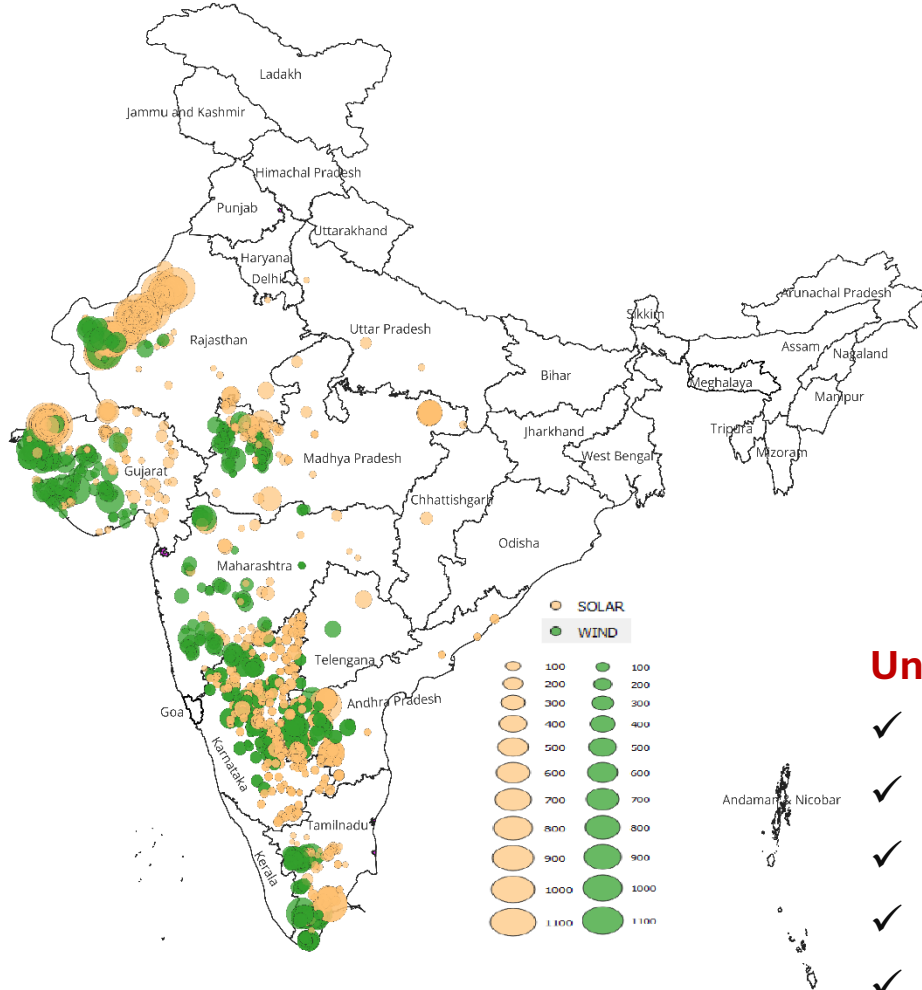 Ladakh
Jammu and Kashmir
Himachal Pradesh
Punjab
Uttarakhand
Haryana
Delhi
Rajasthan
Uttar Pradesh
Sikkim
Arunachal Pradesh
Assam
Nagaland
Bihar
Meghalaya
Manipur
Jharkhand
Tripura
Mizoram
West Bengal
Gujarat
Madhya Pradesh
Chhattishgarh
Odisha
Maharashtra
Telengana
Goa
Andhra Pradesh
Karnataka
Tamilnadu
Kerala
Andaman & Nicobar
SOLAR
WIND
100 100
200 200
300 300
400 400
500 500
600 600
700 700
800 800
900 900
1000 1000
1100 1100
Un
✓
✓
✓
✓
✓